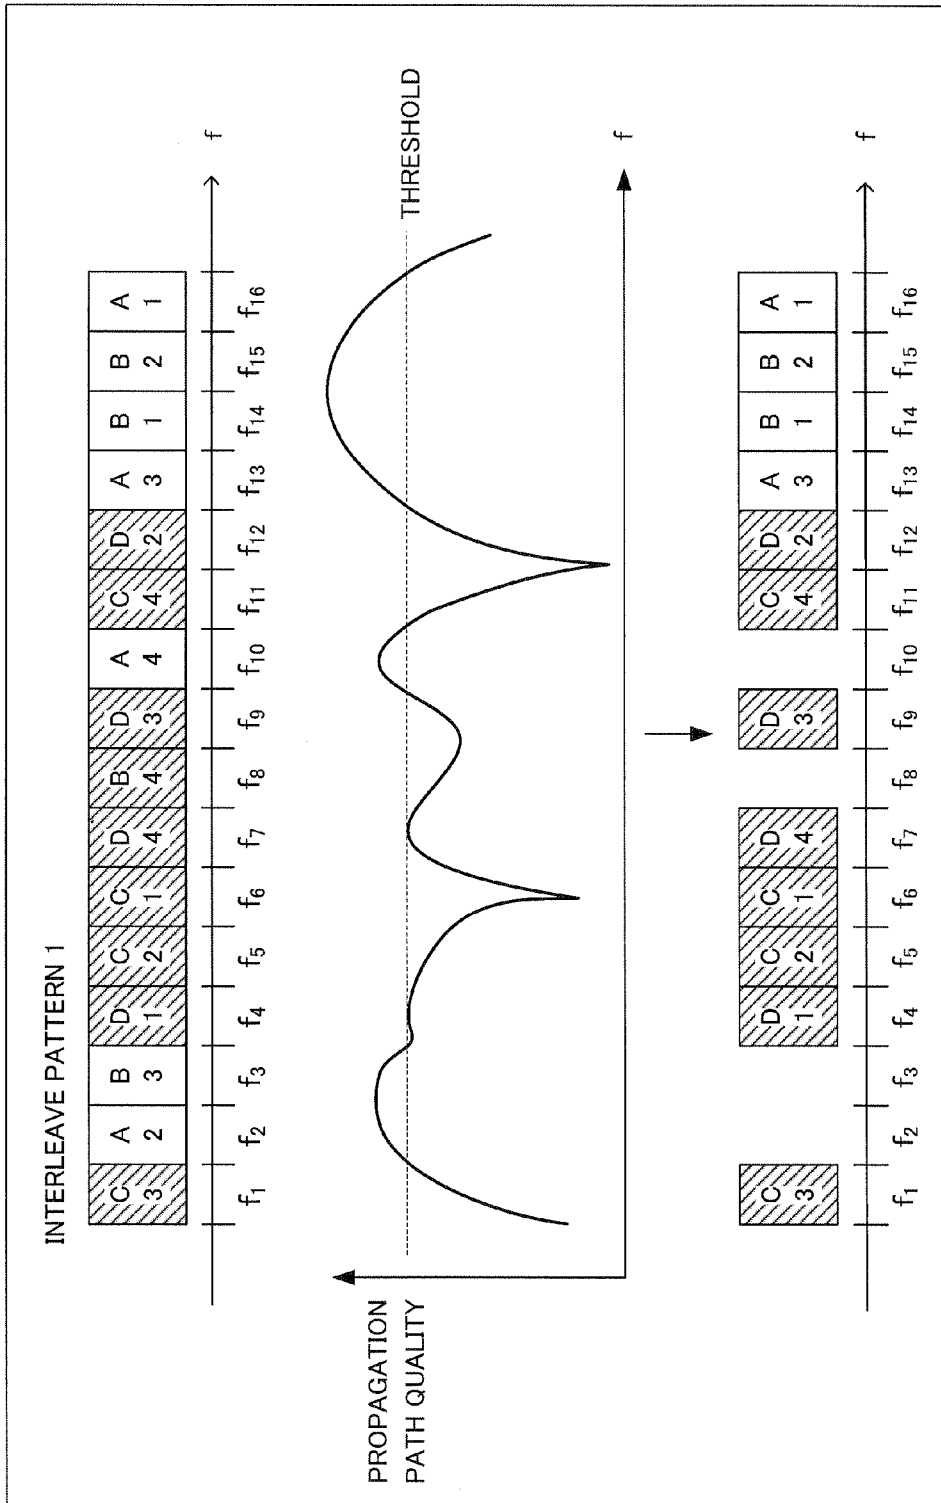 INTERLEAVE PATTERN 1
C A B D C C D B D A C D A B B A
3 2 3 1 2 1 4 4 3 4 4 2 3 1 2 1
f1 f2 f3 f4 f5 f6 f7 f8 f9 f10 f11 f12 f13 f14 f15 f16
f
PROPAGATION
PATH QUALITY
THRESHOLD
f
C D C C D D C D A B B A
3 1 2 1 4 3 4 2 3 1 2 1
f1 f2 f3 f4 f5 f6 f7 f8 f9 f10 f11 f12 f13 f14 f15 f16
f